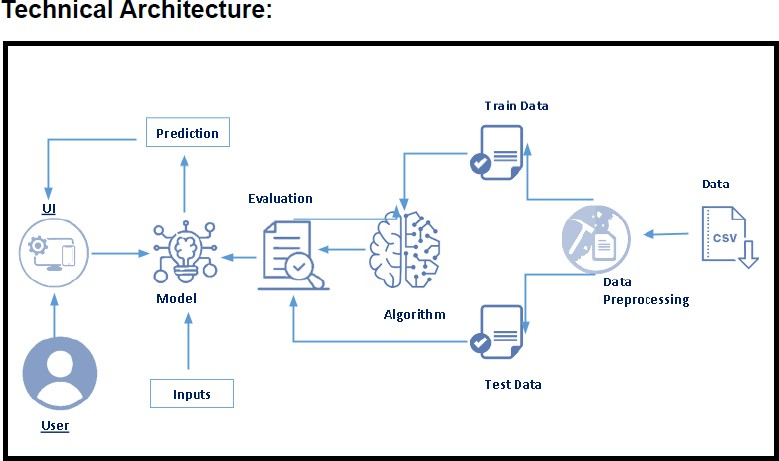 Technical Architecture:
Train Data
Prediction
Data
Evaluation
UI
CSV
Model
Data
Preprocessing
Algorithm
Test Data
Inputs
User